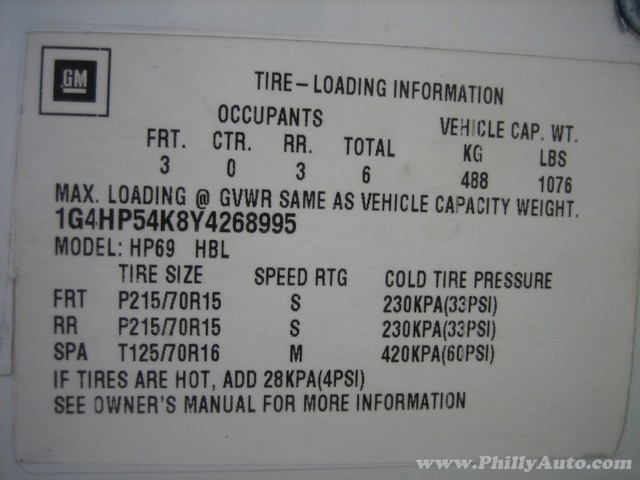 GM
TIRE-LOADING INFORMATION
OCCUPANTS VEHICLE CAP. WT.
FRT. CTR. RR. TOTAL KG LBS
3 0 3 6 488 1076
MAX. LOADING @ GVWR SAME AS VEHICLE CAPACITY WEIGHT.
1G4HP54K8Y4268995
MODEL: HP69 HBL
TIRE SIZE SPEED RTG COLD TIRE PRESSURE
FRT P215/70R15 S 230KPA(33PSI)
RR P215/70R15 S 230KPA(33PSI)
SPA T125/70R16 M 420KPA(60PSI)
IF TIRES ARE HOT, ADD 28KPA(4PSI)
SEE OWNER'S MANUAL FOR MORE INFORMATION
www.PhillyAuto.com